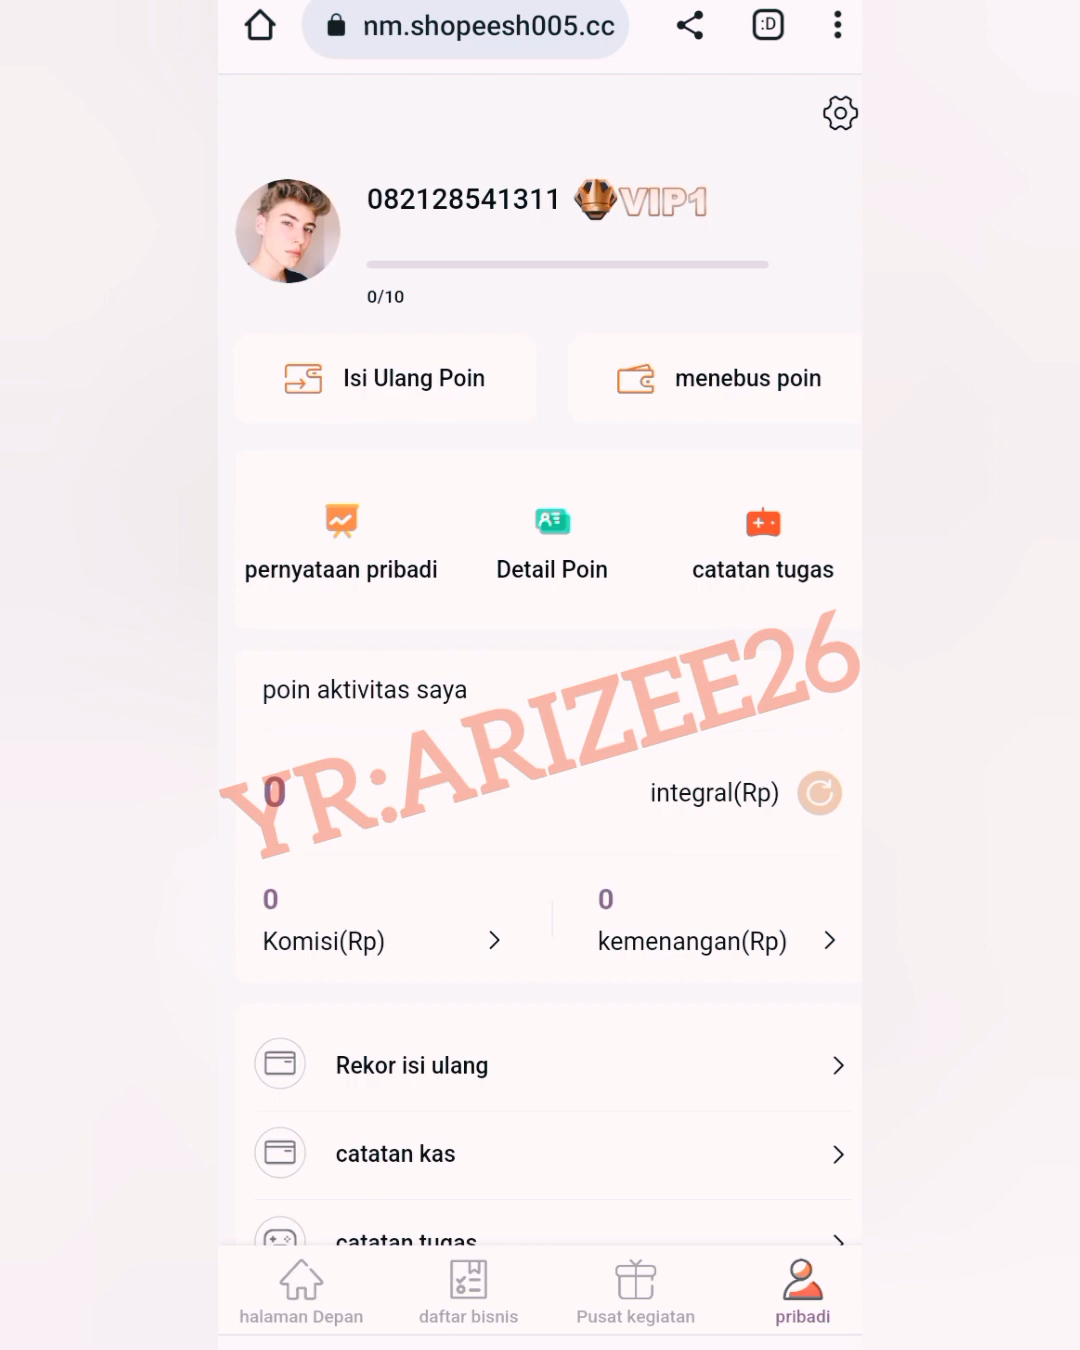 nm.shopeesh005.cc
:D
082128541311 VIP1
0/10
Isi Ulang Poin
menebus poin
pernyataan pribadi
Detail Poin
catatan tugas
poin aktivitas saya
YR:ARIZEE26
0
integral(Rp)
0
0
Komisi(Rp)
kemenangan(Rp)
Rekor isi ulang
catatan kas
catatan tugas
halaman Depan
daftar bisnis
Pusat kegiatan
pribadi